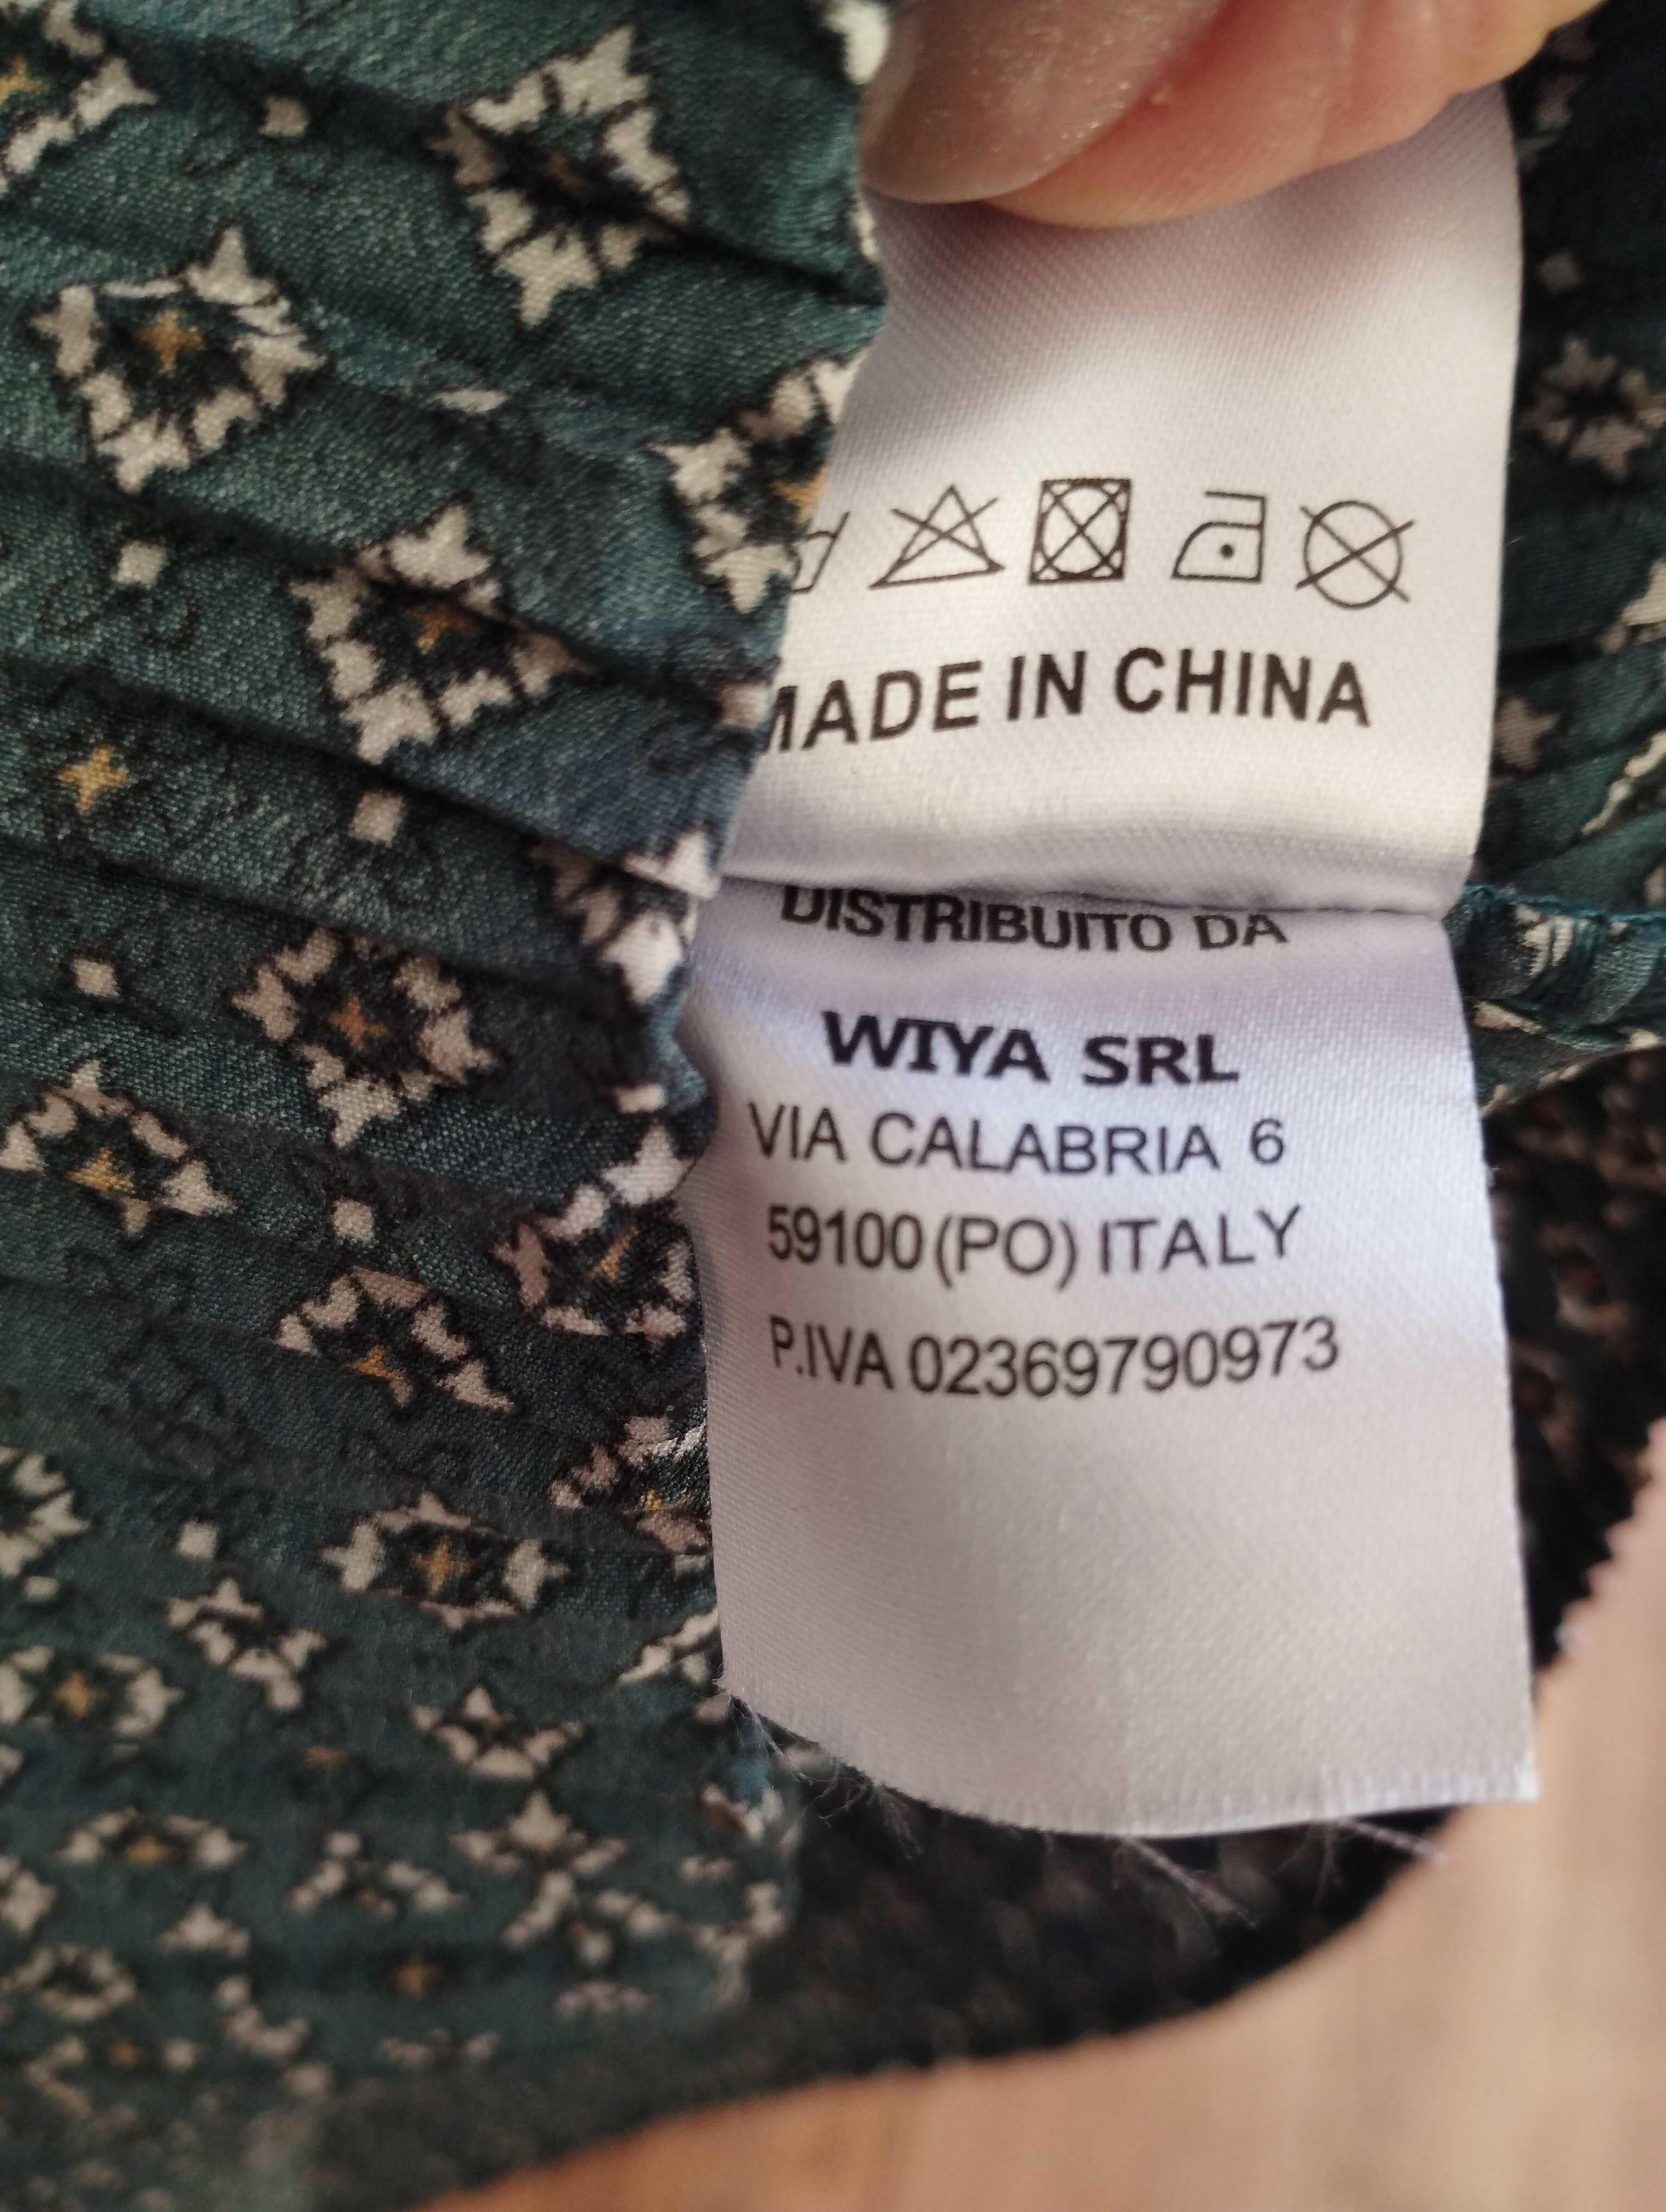 MADE IN CHINA
DISTRIBUITO DA
WIYA SRL
VIA CALABRIA 6
59100(PO) ITALY
P.IVA 02369790973